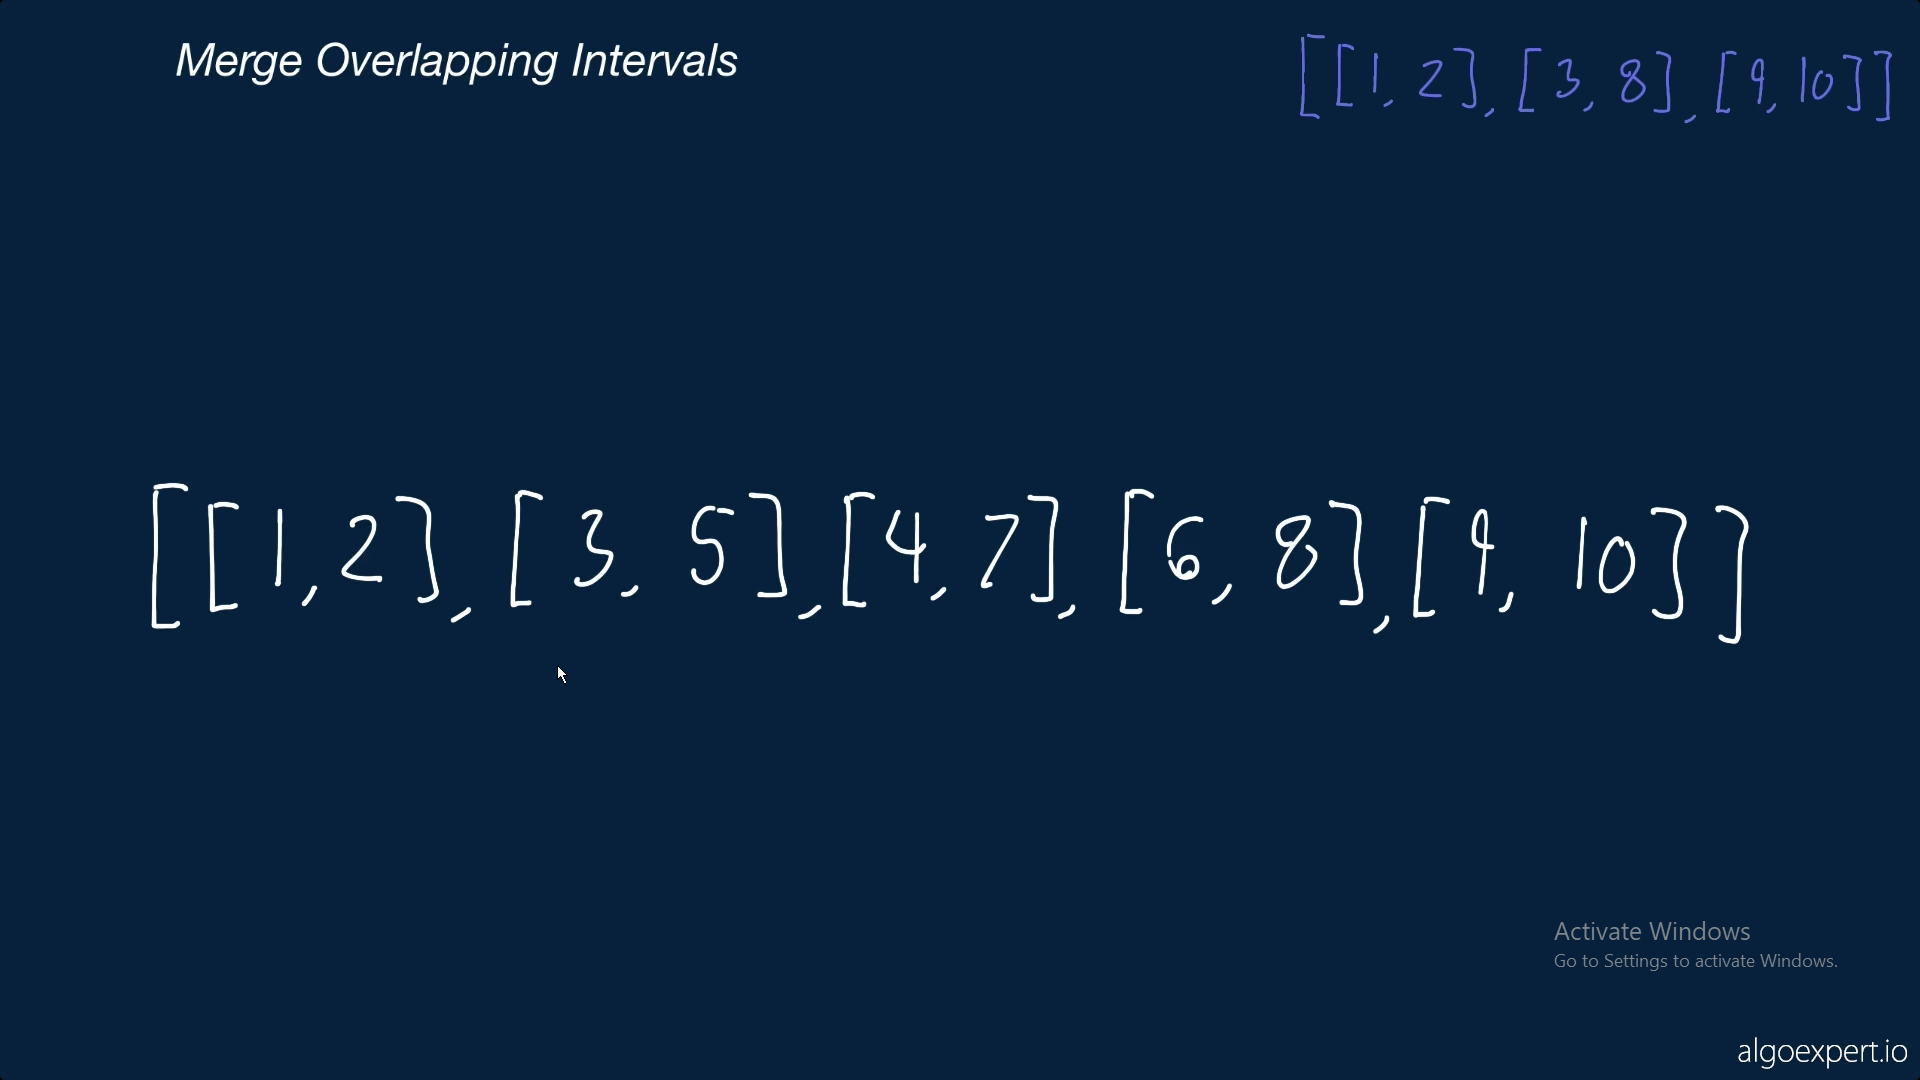 Merge Overlapping Intervals
[[1, 2], [3, 8], [9, 10]]
[[1,2], [3, 5], [4, 7], [6, 8], [9, 10]]
Activate Windows
Go to Settings to activate Windows.
algoexpert.io